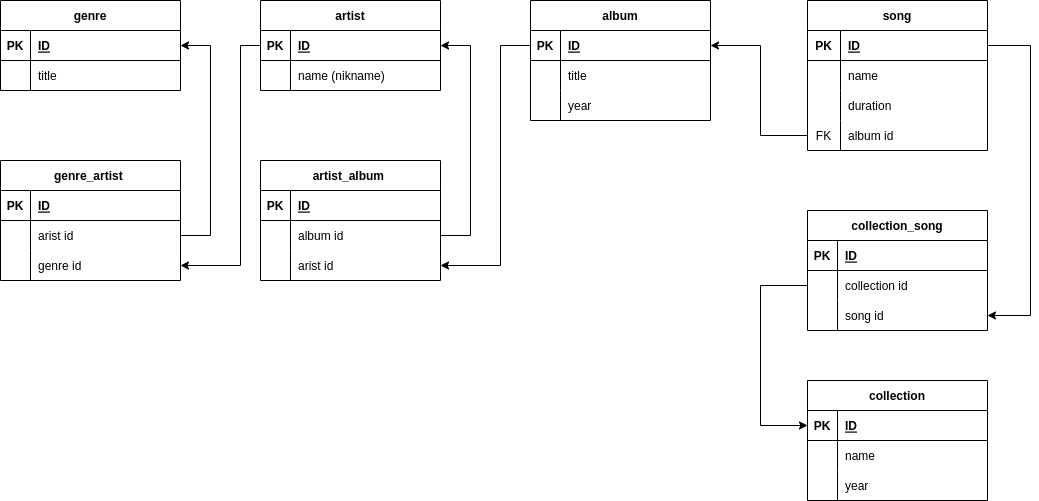 genre
PK ID
title
artist
PK ID
name (nikname)
album
PK ID
title
year
song
PK ID
name
duration
FK album id
genre_artist
PK ID
arist id
genre id
artist_album
PK ID
album id
arist id
collection_song
PK ID
collection id
song id
collection
PK ID
name
year